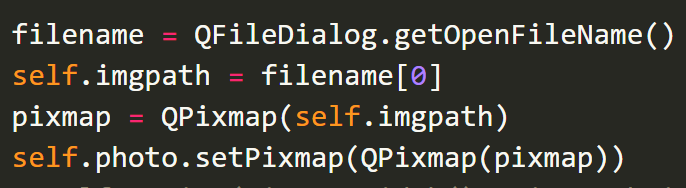 filename = QFileDialog.getOpenFileName()
self.imgpath = filename[0]
pixmap = QPixmap(self.imgpath)
self.photo.setPixmap(QPixmap(pixmap))